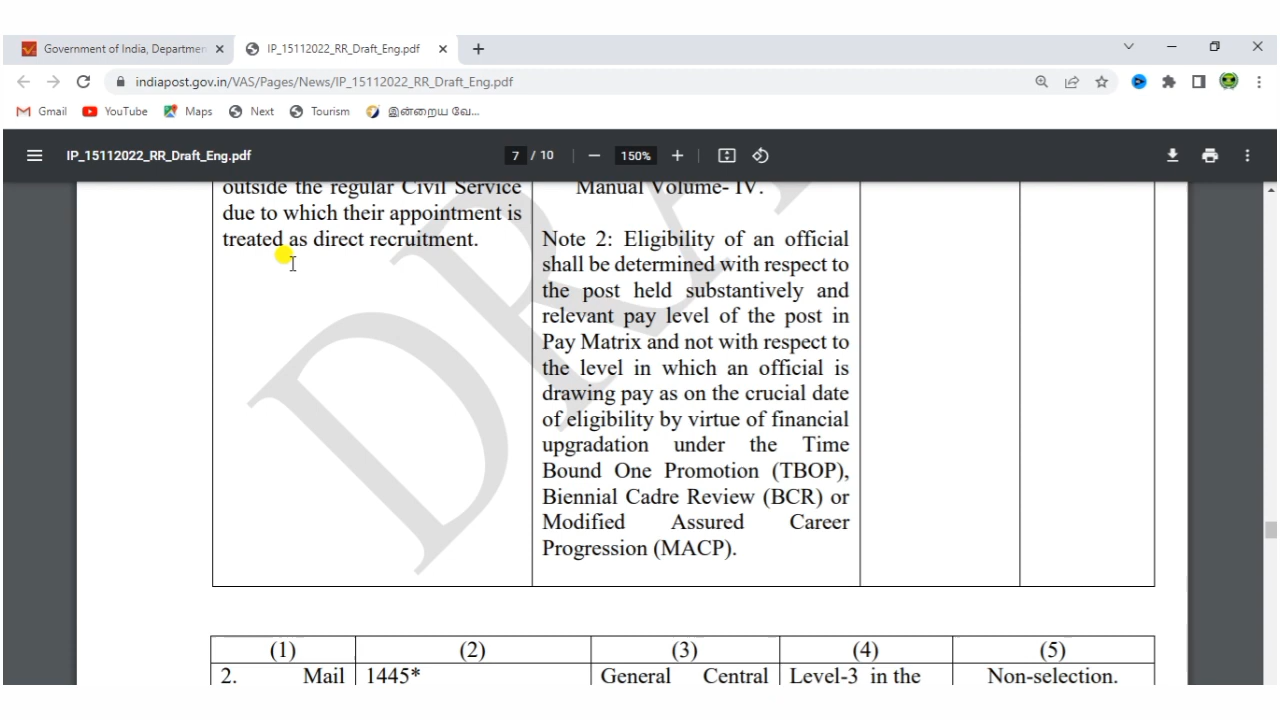 Government of India, Departmen
IP_15112022_RR_Draft_Eng.pdf
indiapost.gov.in/VAS/Pages/News/IP_15112022_RR_Draft_Eng.pdf
Gmail YouTube Maps Next Tourism இன்றைய வே...
IP_15112022_RR_Draft_Eng.pdf 7 / 10 150%
outside the regular Civil Service
due to which their appointment is
treated as direct recruitment.
Manual Volume- IV.
Note 2: Eligibility of an official
shall be determined with respect to
the post held substantively and
relevant pay level of the post in
Pay Matrix and not with respect to
the level in which an official is
drawing pay as on the crucial date
of eligibility by virtue of financial
upgradation under the Time
Bound One Promotion (TBOP),
Biennial Cadre Review (BCR) or
Modified Assured Career
Progression (MACP).
DRA
(1) (2) (3) (4) (5)
2. Mail 1445* General Central Level-3 in the Non-selection.